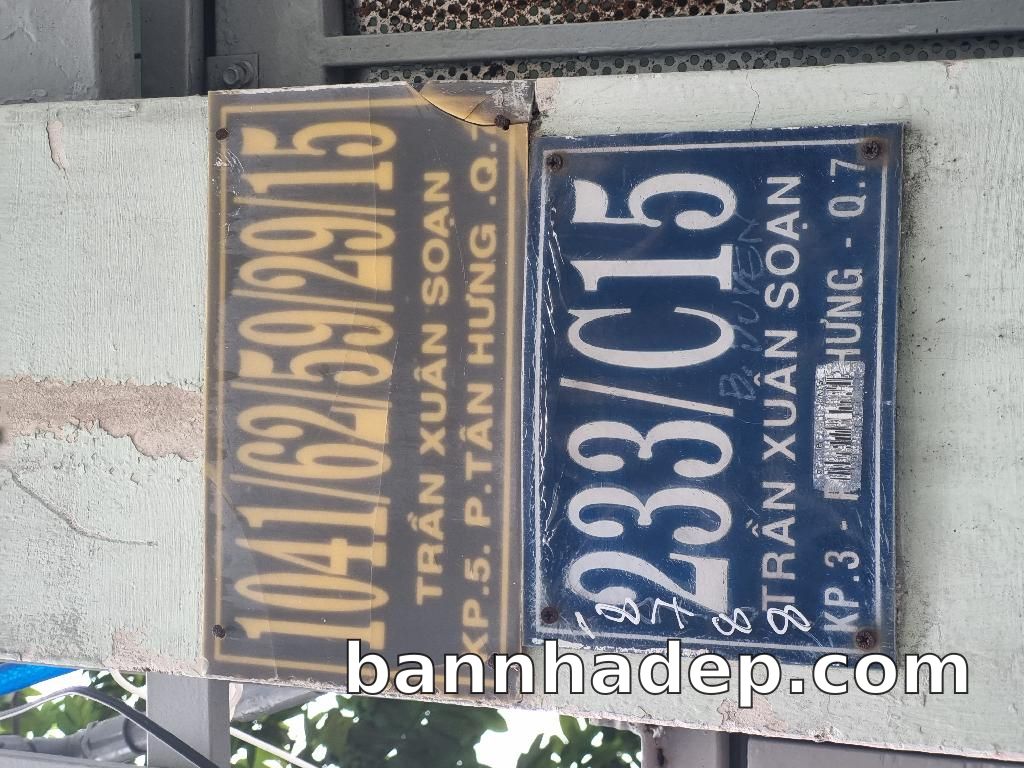 1041/62/59/29/15
TRẦN XUÂN SOẠN
KP.5. P.TÂN HƯNG .Q.7
233/C15
TRẦN XUÂN SOẠN
KP.3 - HƯNG - Q.7
bannhadep.com